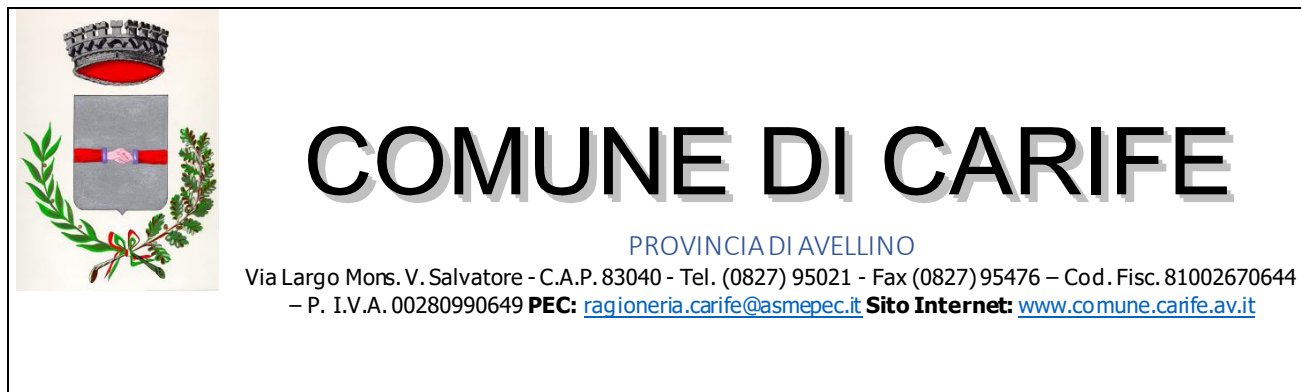 COMUNE DI CARIFE
PROVINCIA DI AVELLINO
Via Largo Mons. V. Salvatore - C.A.P. 83040 - Tel. (0827) 95021 - Fax (0827) 95476 – Cod. Fisc. 81002670644
– P. I.V.A. 00280990649 PEC: ragioneria.carife@asmepec.it Sito Internet: www.comune.carife.av.it